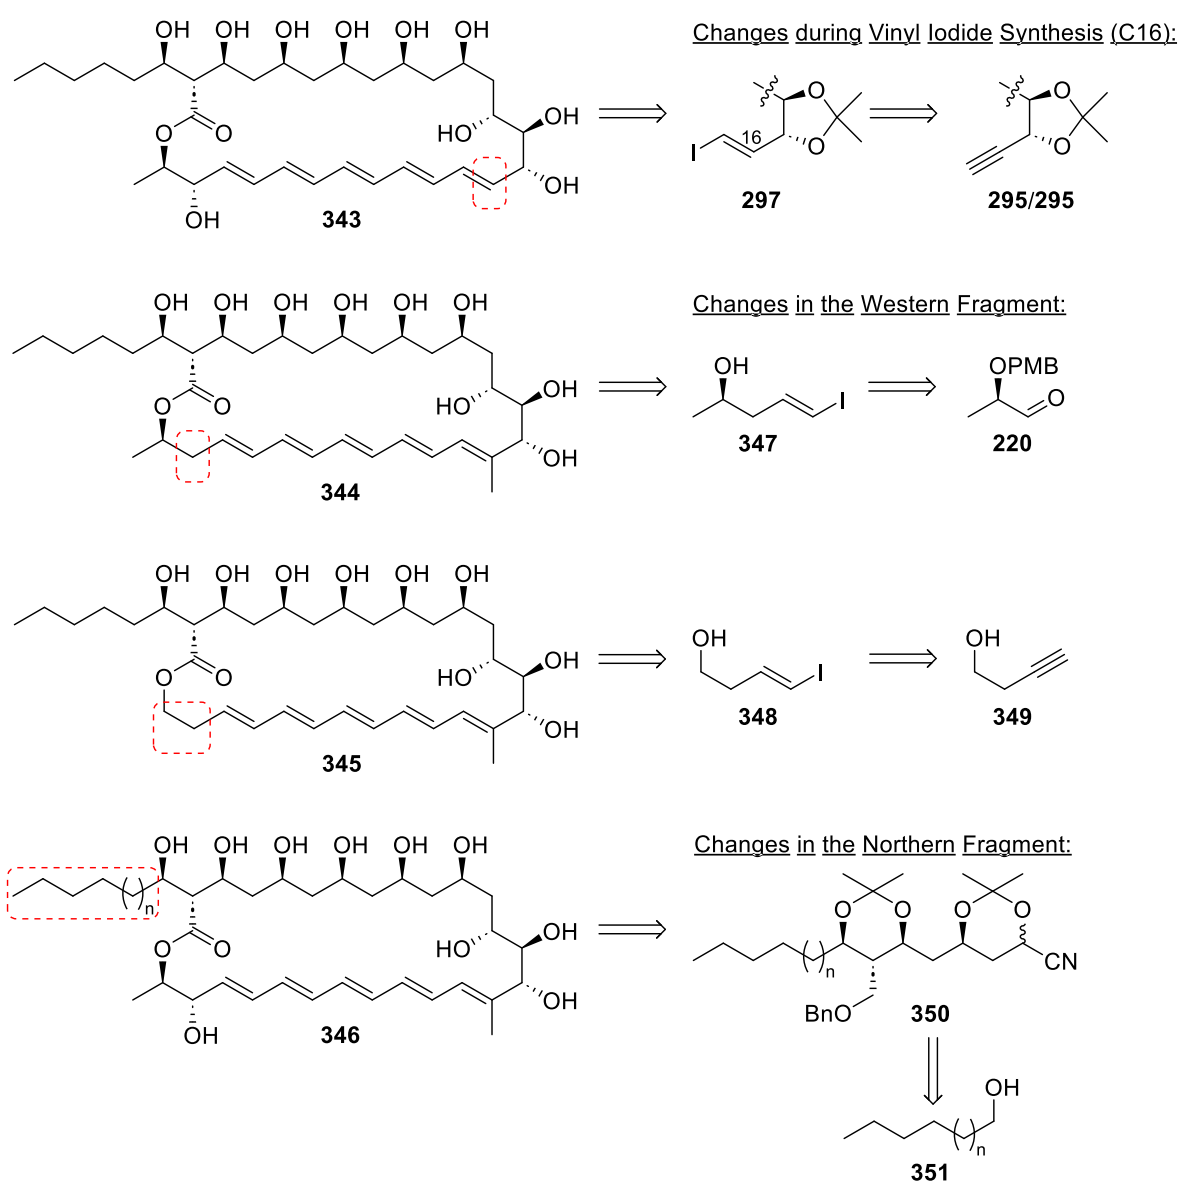 OH OH OH OH OH OH
Changes during Vinyl Iodide Synthesis (C16):
O
O
O
O
HO
OH
OH
OH
343
I
16
O
O
297
O
O
295/295
OH OH OH OH OH OH
Changes in the Western Fragment:
O
O
HO
OH
OH
344
OH
I
347
OPMB
O
220
OH OH OH OH OH OH
O
O
HO
OH
OH
345
OH
I
348
OH
349
OH OH OH OH OH OH
Changes in the Northern Fragment:
n
O
O
HO
OH
OH
OH
346
O O O O
n
CN
BnO
350
OH
n
351